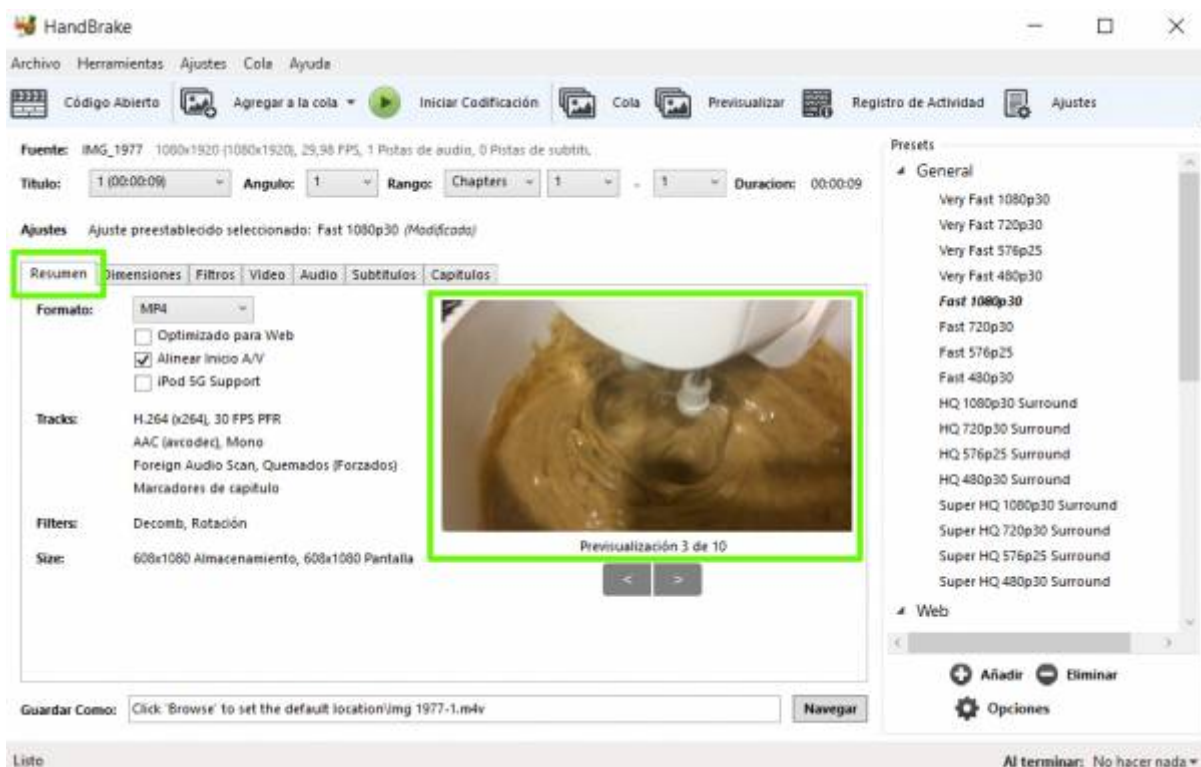 HandBrake
Archivo Herramientas Ajustes Cola Ayuda
Código Abierto Agregar a la cola Iniciar Codificación Cola Previsualizar Registro de Actividad Ajustes
Fuente: IMG_1977 1080x1920 (1080x1920), 29,98 FPS, 1 Pistas de audio, 0 Pistas de subtiti.
Titulo: 1 (00:00:09) Angulo: 1 Rango: Chapters 1 - 1 Duracion: 00:00:09
Ajustes Ajuste preestablecido seleccionado: Fast 1080p30 (Modificado)
Resumen Dimensiones Filtros Video Audio Subtitulos Capitulos
Formato: MP4
Optimizado para Web
Alinear Inicio A/V
iPod 5G Support
Tracks: H.264 (x264), 30 FPS PFR
AAC (avcodec), Mono
Foreign Audio Scan, Quemados (Forzados)
Marcadores de capitulo
Filters: Decomb, Rotación
Size: 608x1080 Almacenamiento, 608x1080 Pantalla
Previsualización 3 de 10
< >
Guardar Como: Click 'Browse' to set the default location\img 1977-1.m4v Navegar
Presets
General
Very Fast 1080p30
Very Fast 720p30
Very Fast 576p25
Very Fast 480p30
Fast 1080p30
Fast 720p30
Fast 576p25
Fast 480p30
HQ 1080p30 Surround
HQ 720p30 Surround
HQ 576p25 Surround
HQ 480p30 Surround
Super HQ 1080p30 Surround
Super HQ 720p30 Surround
Super HQ 576p25 Surround
Super HQ 480p30 Surround
Web
Añadir Eliminar
Opciones
Listo Al terminar: No hacer nada